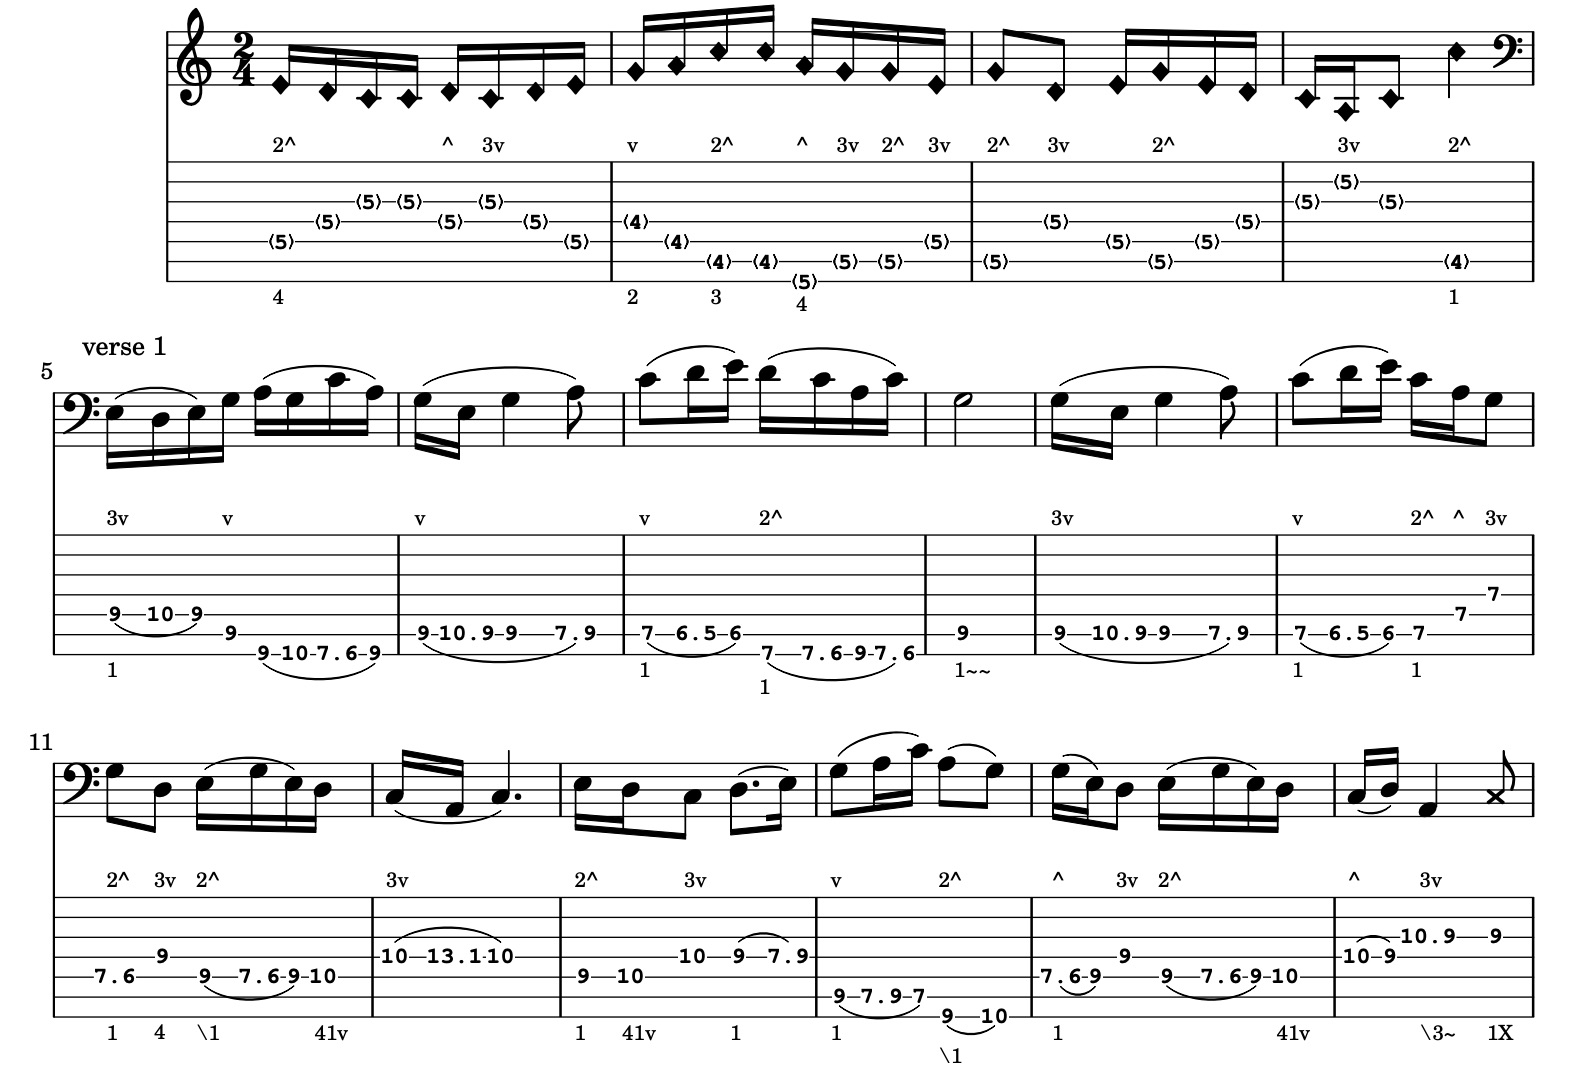 2 4
2^ ^ 3v v 2^ ^ 3v 2^ 3v 2^ 3v 2^ 3v 2^
⟨5⟩ ⟨5⟩ ⟨5⟩ ⟨5⟩ ⟨5⟩ ⟨5⟩ ⟨5⟩ ⟨5⟩ ⟨4⟩ ⟨4⟩ ⟨4⟩ ⟨4⟩ ⟨5⟩ ⟨5⟩ ⟨5⟩ ⟨5⟩ ⟨5⟩ ⟨5⟩ ⟨5⟩ ⟨5⟩ ⟨5⟩ ⟨5⟩ ⟨5⟩ ⟨5⟩ ⟨5⟩ ⟨4⟩
4 2 3 4 1
verse 1
5
3v v v v 2^ 3v v 2^ ^ 3v
9 10 9 9 9 10 7.6 9 9 10.9 9 7.9 7 6.5 6 7 7.6 9 7.6 9 9 10.9 9 7.9 7 6.5 6 7 7 7
1 1 1 1~~ 1 1
11
2^ 3v 2^ 3v 2^ 3v v 2^ ^ 3v 2^ ^ 3v
7.6 9 9 7.6 9 10 10 13.1 10 9 10 10 9 7.9 9 7.9 7 9 10 7.6 9 9 9 7.6 9 10 10 9 10.9 9
1 4 \1 41v 1 41v 1 1 \1 1 41v \3~ 1X